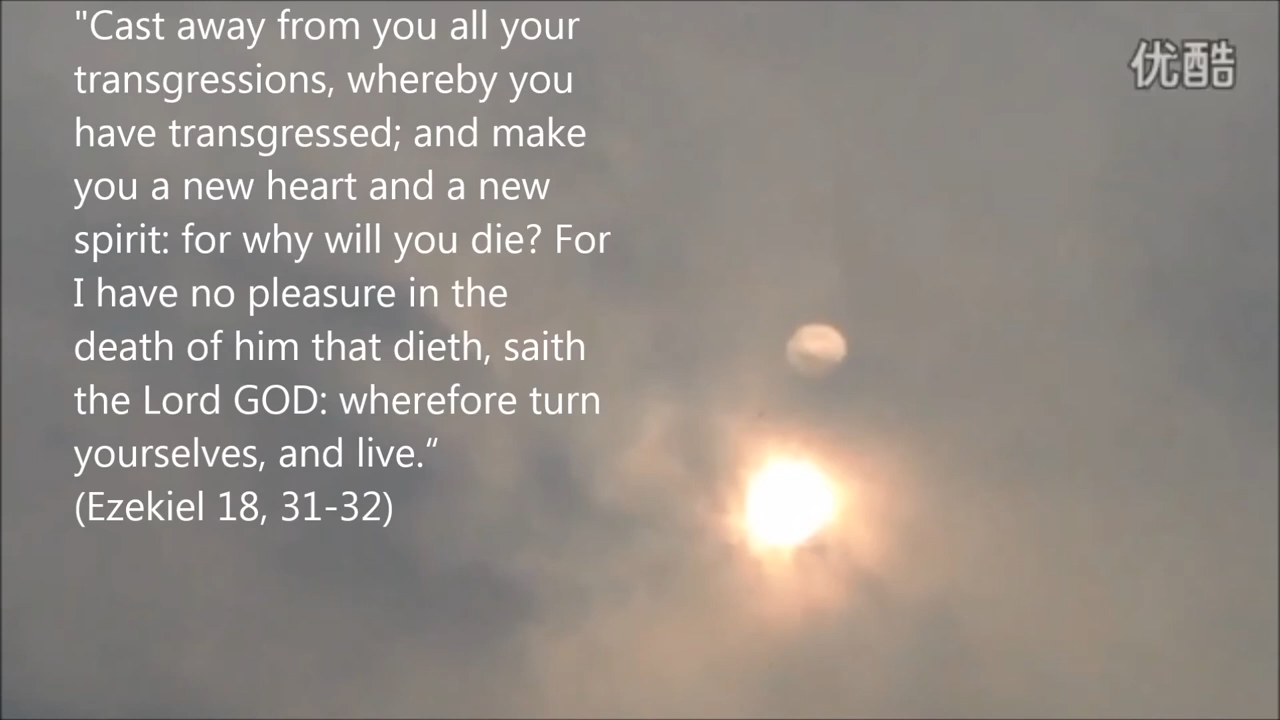 "Cast away from you all your
transgressions, whereby you
have transgressed; and make
you a new heart and a new
spirit: for why will you die? For
I have no pleasure in the
death of him that dieth, saith
the Lord GOD: wherefore turn
yourselves, and live.“
(Ezekiel 18, 31-32)
优酷